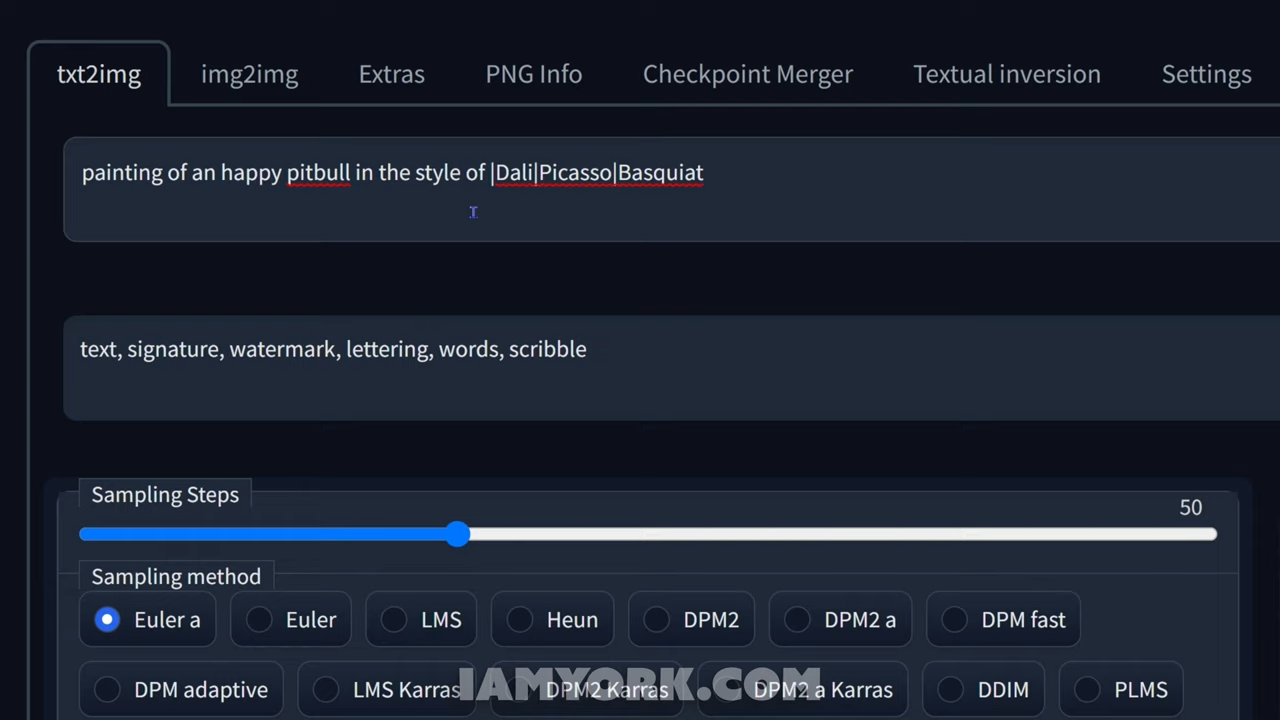 txt2img img2img Extras PNG Info Checkpoint Merger Textual inversion Settings
painting of an happy pitbull in the style of |Dali|Picasso|Basquiat
text, signature, watermark, lettering, words, scribble
Sampling Steps
50
Sampling method
Euler a Euler LMS Heun DPM2 DPM2 a DPM fast
DPM adaptive LMS Karras DPM2 Karras DPM2 a Karras DDIM PLMS
IAMYORK.COM